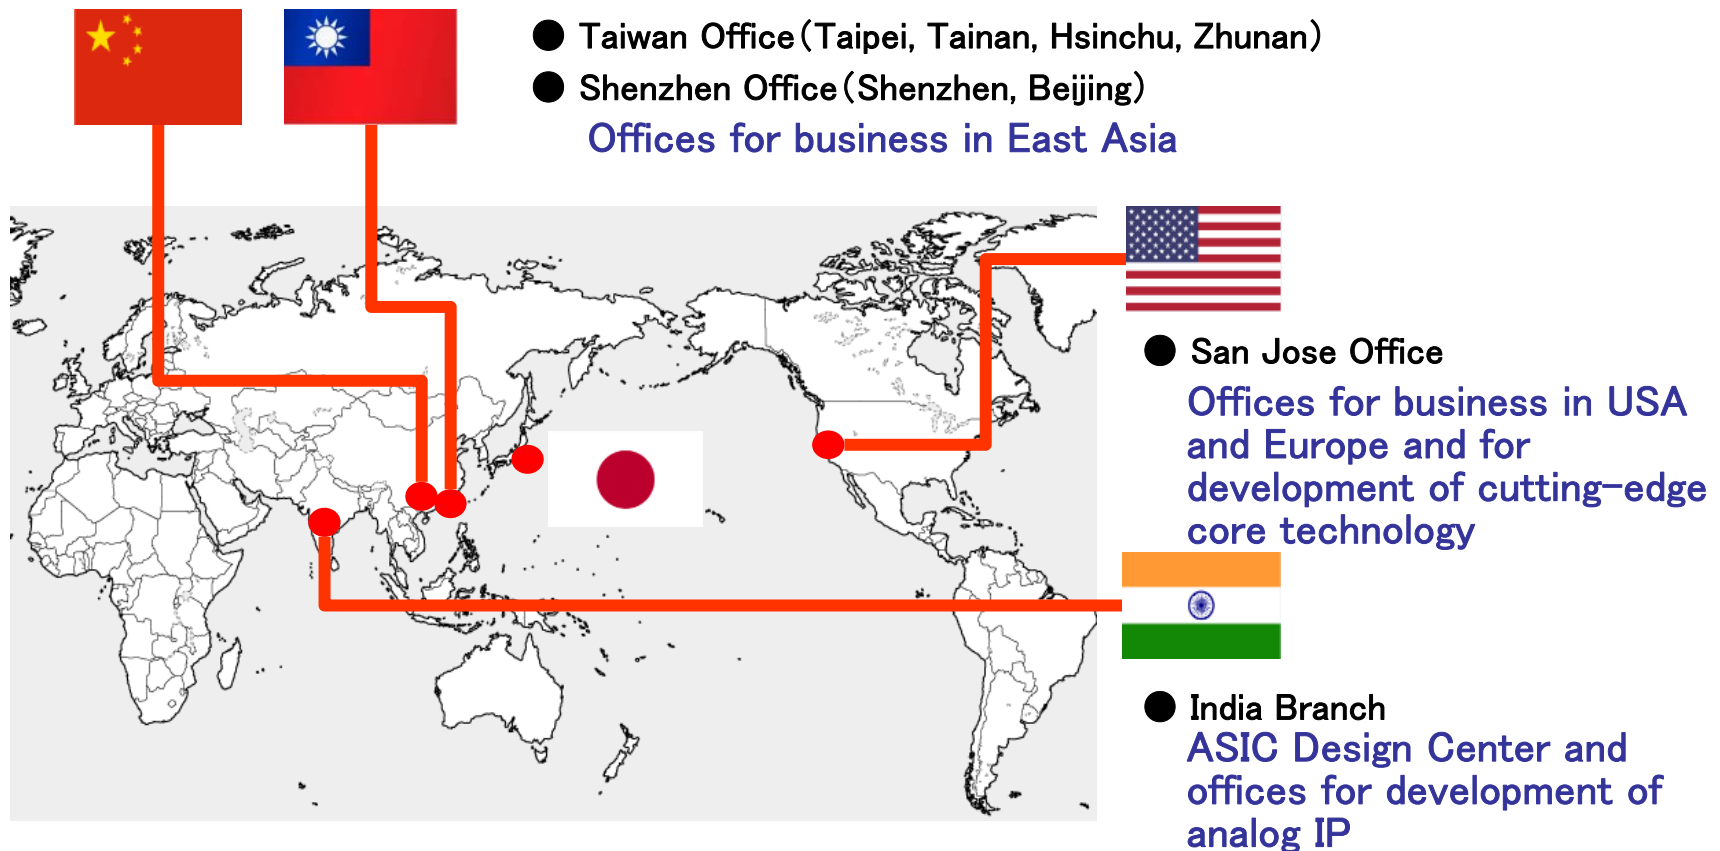 ● Taiwan Office（Taipei, Tainan, Hsinchu, Zhunan）
● Shenzhen Office（Shenzhen, Beijing）
Offices for business in East Asia
● San Jose Office
Offices for business in USA
and Europe and for
development of cutting-edge
core technology
● India Branch
ASIC Design Center and
offices for development of
analog IP